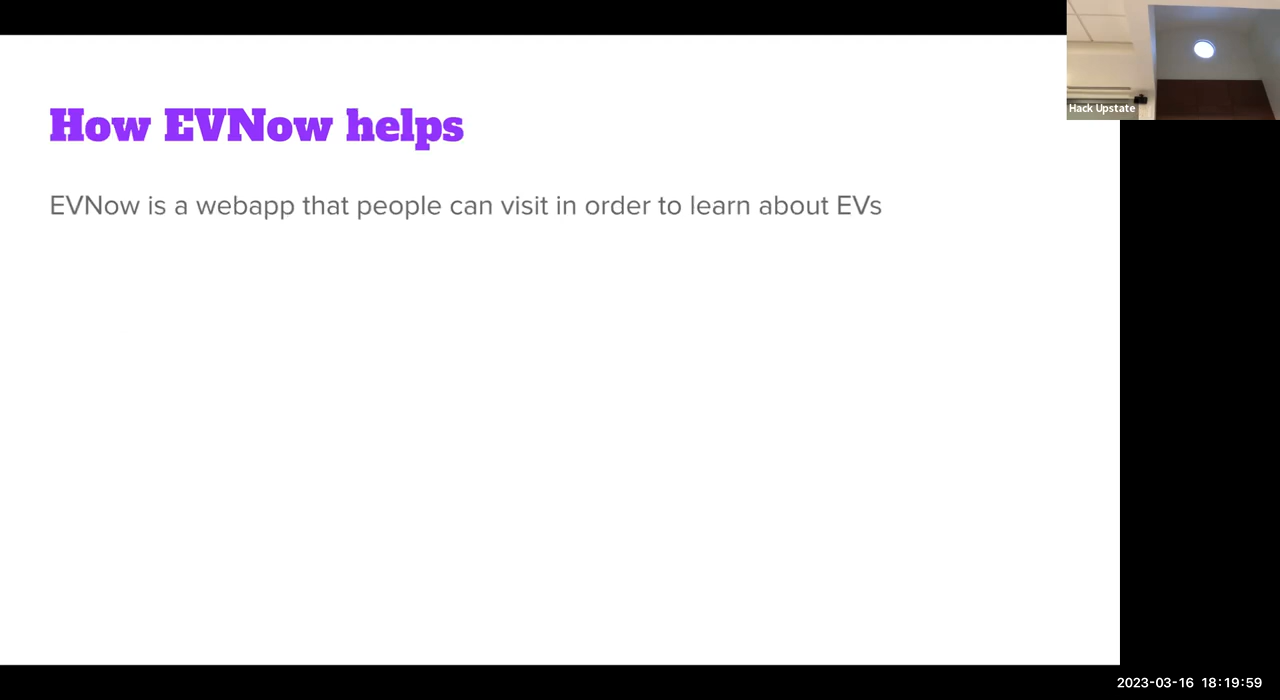 How EVNow helps
EVNow is a webapp that people can visit in order to learn about EVs
Hack Upstate
2023-03-16 18:19:59